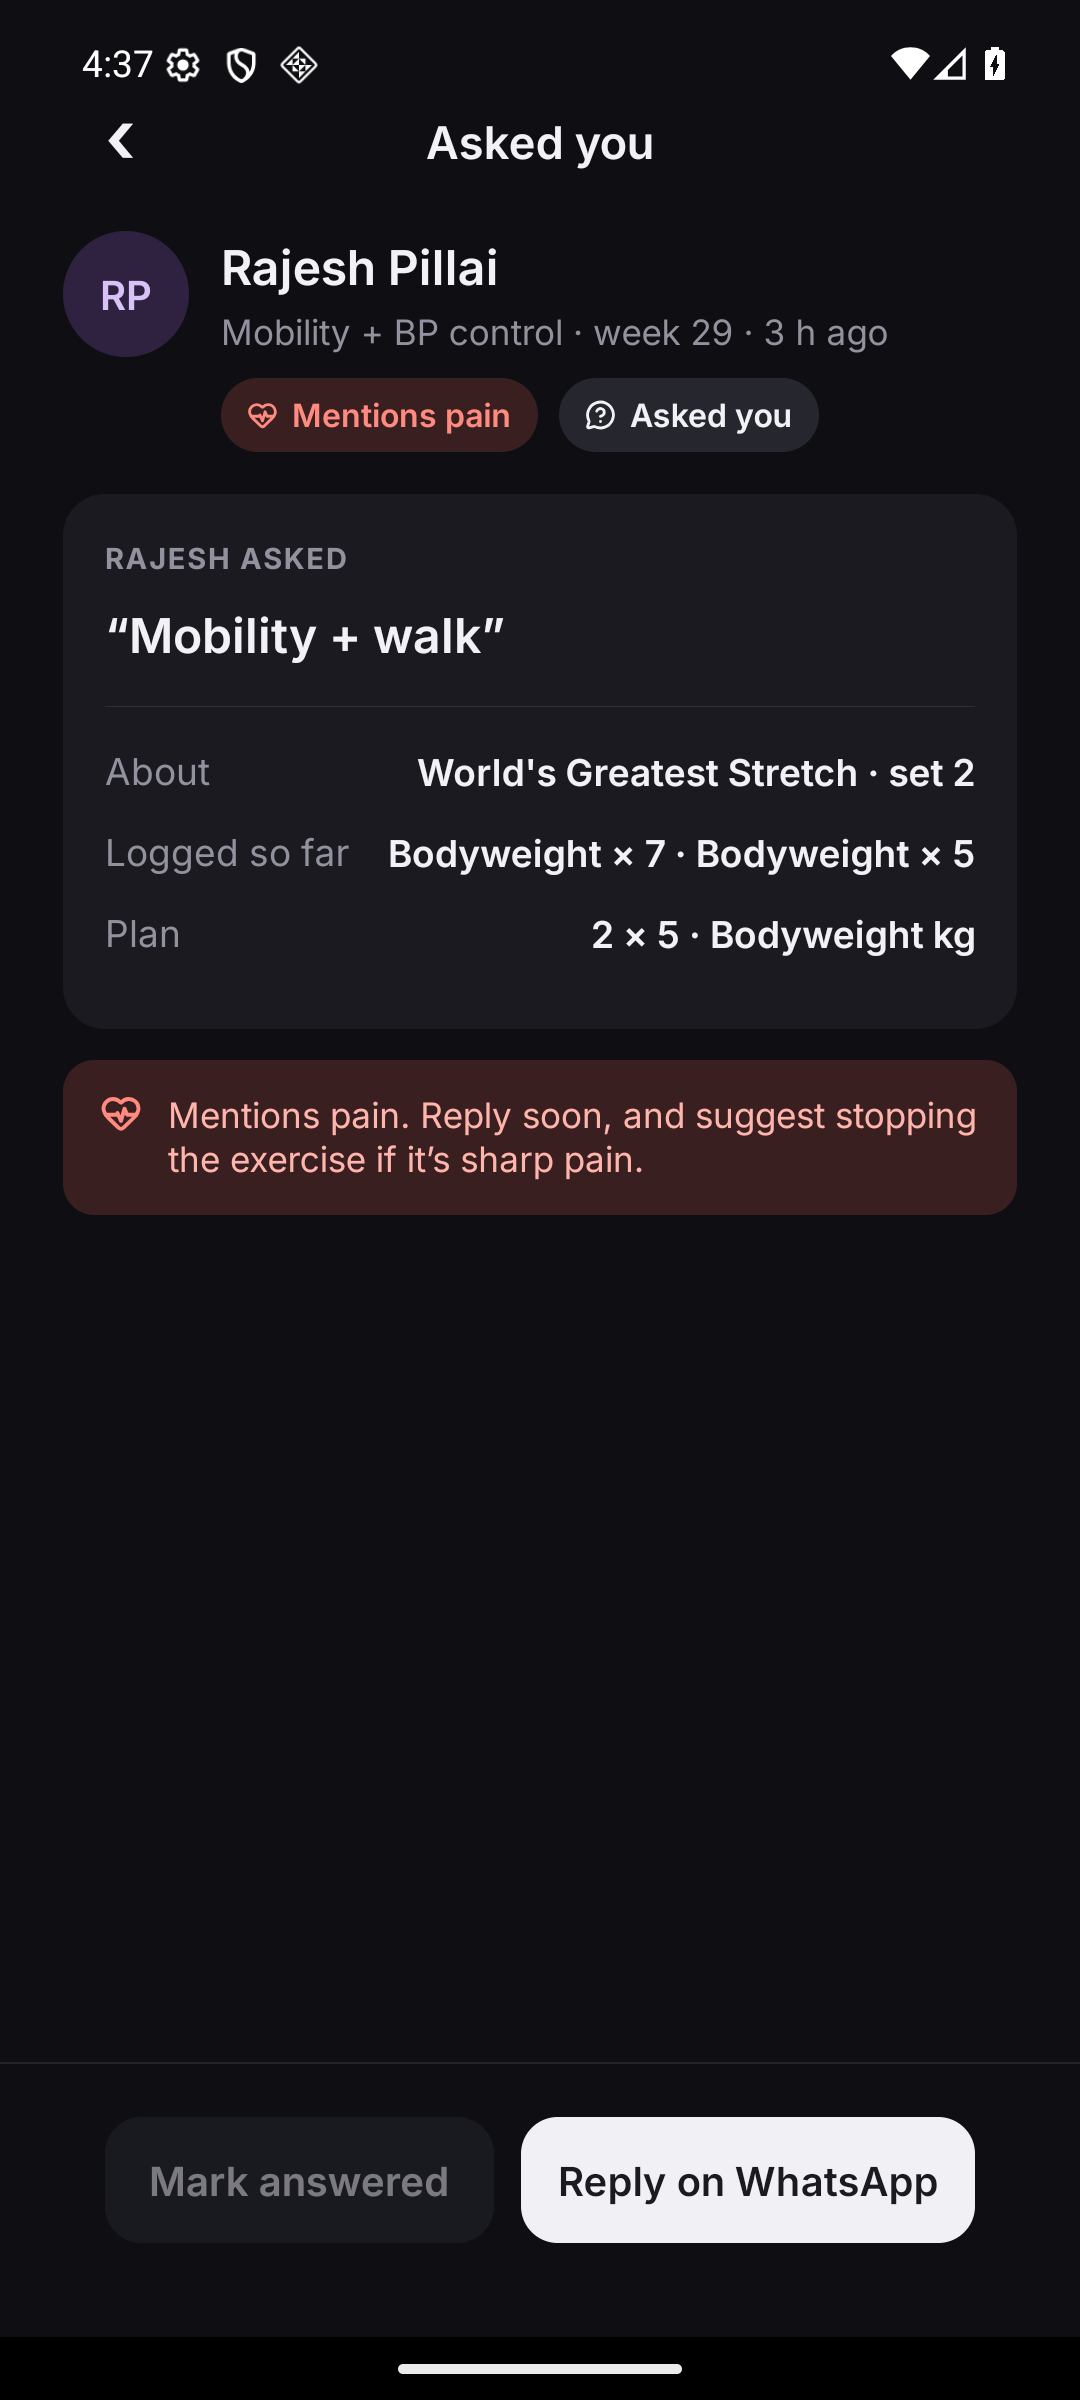 4:37
Asked you
RP
Rajesh Pillai
Mobility + BP control · week 29 · 3 h ago
Mentions pain
Asked you
RAJESH ASKED
“Mobility + walk”
About World's Greatest Stretch · set 2
Logged so far Bodyweight × 7 · Bodyweight × 5
Plan 2 × 5 · Bodyweight kg
Mentions pain. Reply soon, and suggest stopping
the exercise if it’s sharp pain.
Mark answered
Reply on WhatsApp